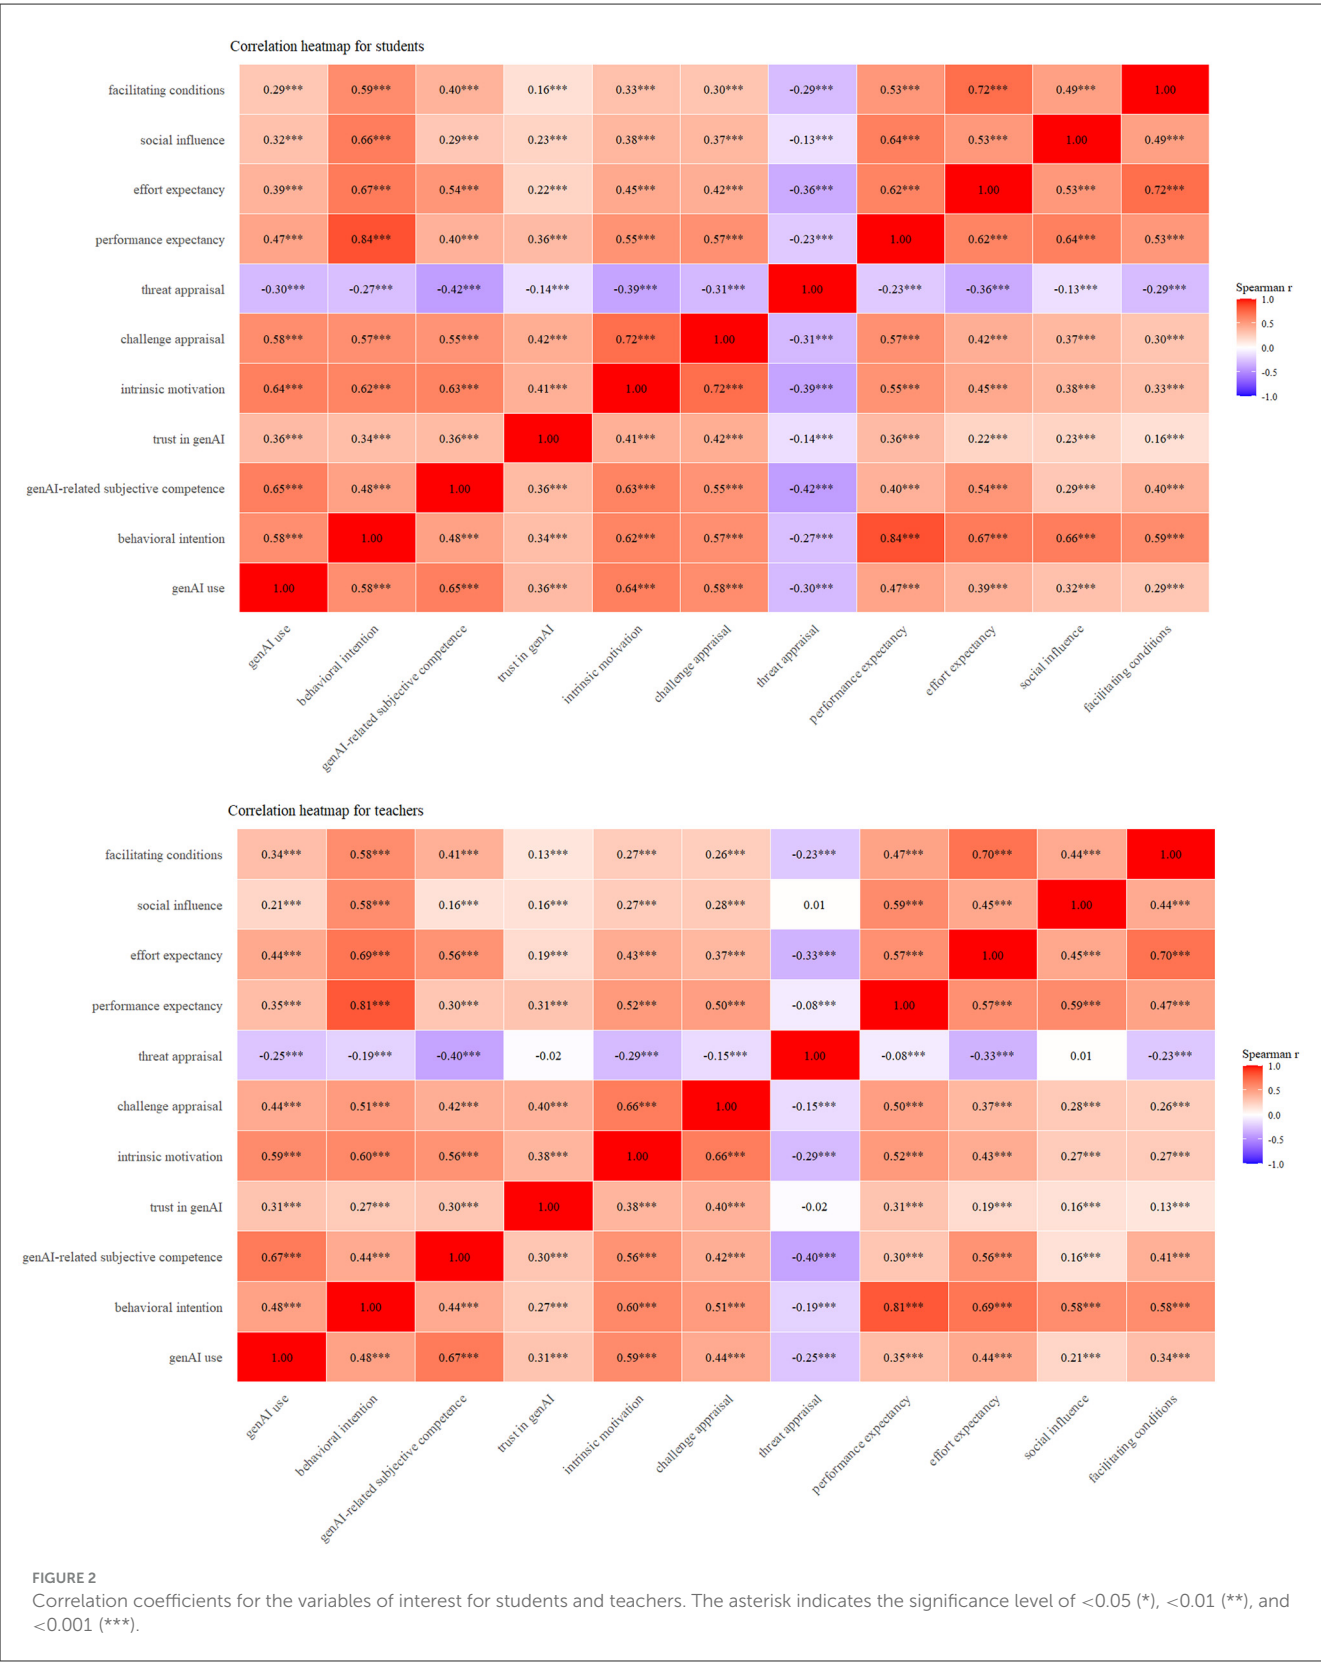 Correlation heatmap for students
facilitating conditions 0.29*** 0.59*** 0.40*** 0.16*** 0.33*** 0.30*** -0.29*** 0.53*** 0.72*** 0.49*** 1.00
social influence 0.32*** 0.66*** 0.29*** 0.23*** 0.38*** 0.37*** -0.13*** 0.64*** 0.53*** 1.00 0.49***
effort expectancy 0.39*** 0.67*** 0.54*** 0.22*** 0.45*** 0.42*** -0.36*** 0.62*** 1.00 0.53*** 0.72***
performance expectancy 0.47*** 0.84*** 0.40*** 0.36*** 0.55*** 0.57*** -0.23*** 1.00 0.62*** 0.64*** 0.53***
threat appraisal -0.30*** -0.27*** -0.42*** -0.14*** -0.39*** -0.31*** 1.00 -0.23*** -0.36*** -0.13*** -0.29***
challenge appraisal 0.58*** 0.57*** 0.55*** 0.42*** 0.72*** 1.00 -0.31*** 0.57*** 0.42*** 0.37*** 0.30***
intrinsic motivation 0.64*** 0.62*** 0.63*** 0.41*** 1.00 0.72*** -0.39*** 0.55*** 0.45*** 0.38*** 0.33***
trust in genAI 0.36*** 0.34*** 0.36*** 1.00 0.41*** 0.42*** -0.14*** 0.36*** 0.22*** 0.23*** 0.16***
genAI-related subjective competence 0.65*** 0.48*** 1.00 0.36*** 0.63*** 0.55*** -0.42*** 0.40*** 0.54*** 0.29*** 0.40***
behavioral intention 0.58*** 1.00 0.48*** 0.34*** 0.62*** 0.57*** -0.27*** 0.84*** 0.67*** 0.66*** 0.59***
genAI use 1.00 0.58*** 0.65*** 0.36*** 0.64*** 0.58*** -0.30*** 0.47*** 0.39*** 0.32*** 0.29***
genAI use
behavioral intention
genAI-related subjective competence
trust in genAI
intrinsic motivation
challenge appraisal
threat appraisal
performance expectancy
effort expectancy
social influence
facilitating conditions
Spearman r
1.0
0.5
0.0
-0.5
-1.0
Correlation heatmap for teachers
facilitating conditions 0.34*** 0.58*** 0.41*** 0.13*** 0.27*** 0.26*** -0.23*** 0.47*** 0.70*** 0.44*** 1.00
social influence 0.21*** 0.58*** 0.16*** 0.16*** 0.27*** 0.28*** 0.01 0.59*** 0.45*** 1.00 0.44***
effort expectancy 0.44*** 0.69*** 0.56*** 0.19*** 0.43*** 0.37*** -0.33*** 0.57*** 1.00 0.45*** 0.70***
performance expectancy 0.35*** 0.81*** 0.30*** 0.31*** 0.52*** 0.50*** -0.08*** 1.00 0.57*** 0.59*** 0.47***
threat appraisal -0.25*** -0.19*** -0.40*** -0.02 -0.29*** -0.15*** 1.00 -0.08*** -0.33*** 0.01 -0.23***
challenge appraisal 0.44*** 0.51*** 0.42*** 0.40*** 0.66*** 1.00 -0.15*** 0.50*** 0.37*** 0.28*** 0.26***
intrinsic motivation 0.59*** 0.60*** 0.56*** 0.38*** 1.00 0.66*** -0.29*** 0.52*** 0.43*** 0.27*** 0.27***
trust in genAI 0.31*** 0.27*** 0.30*** 1.00 0.38*** 0.40*** -0.02 0.31*** 0.19*** 0.16*** 0.13***
genAI-related subjective competence 0.67*** 0.44*** 1.00 0.30*** 0.56*** 0.42*** -0.40*** 0.30*** 0.56*** 0.16*** 0.41***
behavioral intention 0.48*** 1.00 0.44*** 0.27*** 0.60*** 0.51*** -0.19*** 0.81*** 0.69*** 0.58*** 0.58***
genAI use 1.00 0.48*** 0.67*** 0.31*** 0.59*** 0.44*** -0.25*** 0.35*** 0.44*** 0.21*** 0.34***
genAI use
behavioral intention
genAI-related subjective competence
trust in genAI
intrinsic motivation
challenge appraisal
threat appraisal
performance expectancy
effort expectancy
social influence
facilitating conditions
Spearman r
1.0
0.5
0.0
-0.5
-1.0
FIGURE 2
Correlation coefficients for the variables of interest for students and teachers. The asterisk indicates the significance level of <0.05 (*), <0.01 (**), and
<0.001 (***).